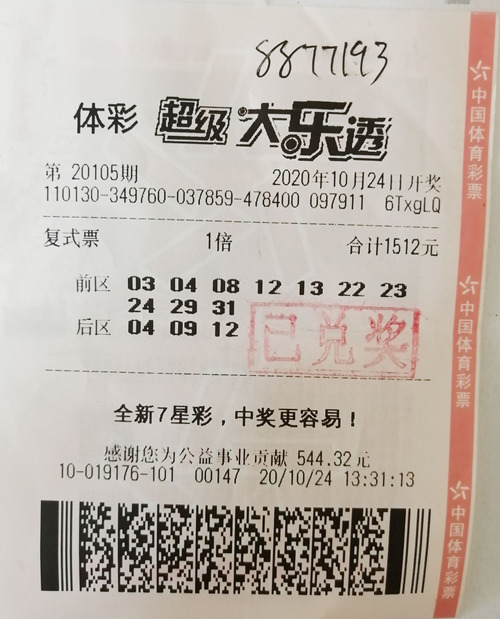 8877193
体彩 超级大乐透
第 20105期 2020年10月24日开奖
110130-349760-037859-478400 097911 6TxgLQ
复式票 1倍 合计1512元
前区 03 04 08 12 13 22 23
24 29 31
后区 04 09 12
已兑奖
全新7星彩，中奖更容易！
感谢您为公益事业贡献 544.32元
10-019176-101 00147 20/10/24 13:31:13
中国体育彩票
中国体育彩票
中国体育彩票